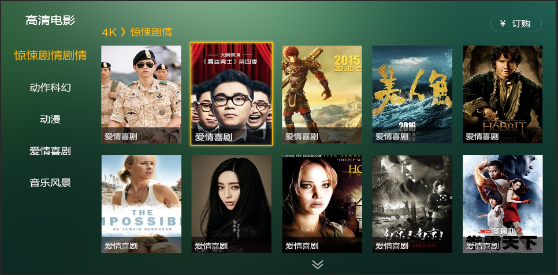 高清电影
¥ 订购
4K 》惊悚剧情
惊悚剧情剧情
动作科幻
动漫
爱情喜剧
音乐风景
爱情喜剧
爱情喜剧
2015
爱情喜剧
美人鱼
2016
爱情喜剧
HOBBIT
爱情喜剧
THE
IMPOSSIBLE
爱情喜剧
爱情喜剧
爱情喜剧
爱情喜剧
爱情喜剧
天下